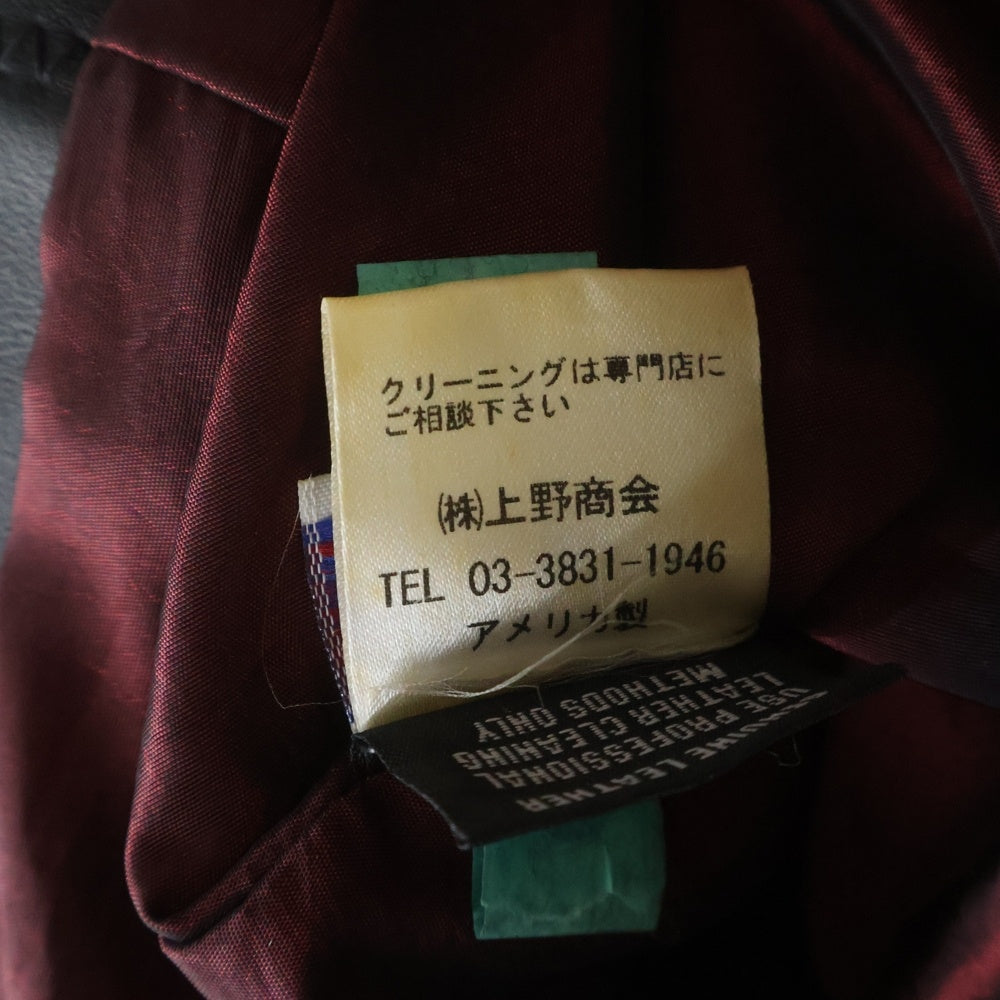 クリーニングは専門店に
ご相談下さい
㈱上野商会
TEL 03-3831-1946
アメリカ製
GENUINE LEATHER
USE PROFESSIONAL
LEATHER CLEANING
METHODS ONLY